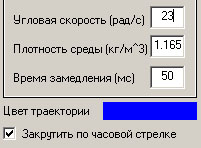 Угловая скорость (рад/с) 23
Плотность среды (кг/м^3) 1.165
Время замедления (мс) 50
Цвет траектории
Закрутить по часовой стрелке